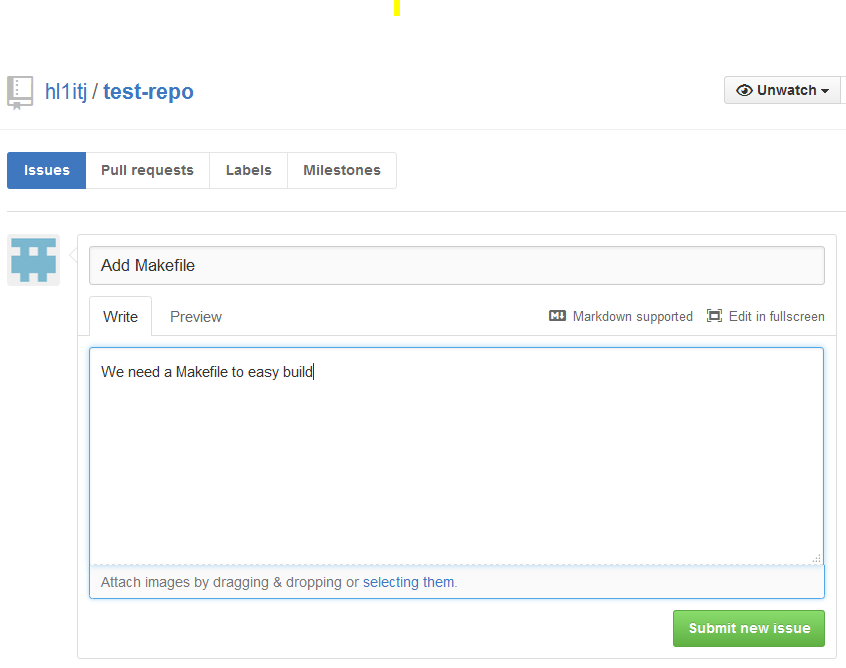 hl1itj / test-repo
Unwatch
Issues Pull requests Labels Milestones
Add Makefile
Write Preview Markdown supported Edit in fullscreen
We need a Makefile to easy build
Attach images by dragging & dropping or selecting them.
Submit new issue